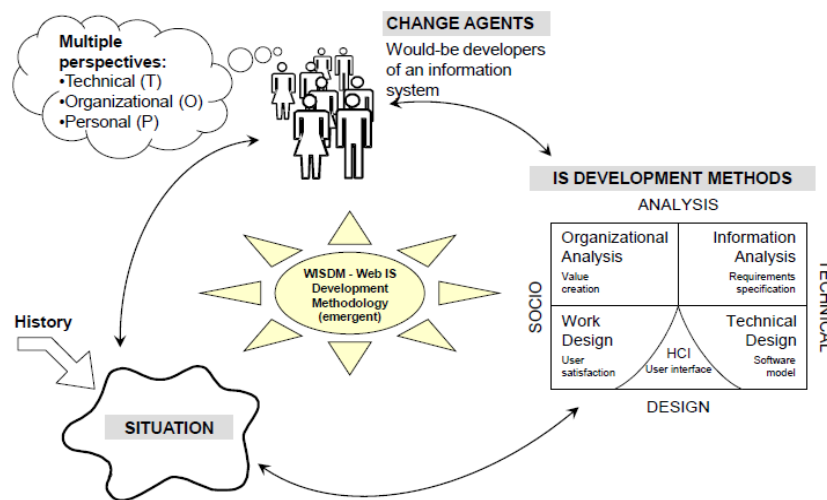 Multiple
perspectives:
•Technical (T)
•Organizational (O)
•Personal (P)
CHANGE AGENTS
Would-be developers
of an information
system
IS DEVELOPMENT METHODS
ANALYSIS
SOCIO
TECHNICAL
Organizational
Analysis
Value
creation
Information
Analysis
Requirements
specification
Work
Design
User
satisfaction
HCI
User interface
Technical
Design
Software
model
DESIGN
WISDM - Web IS
Development
Methodology
(emergent)
History
SITUATION